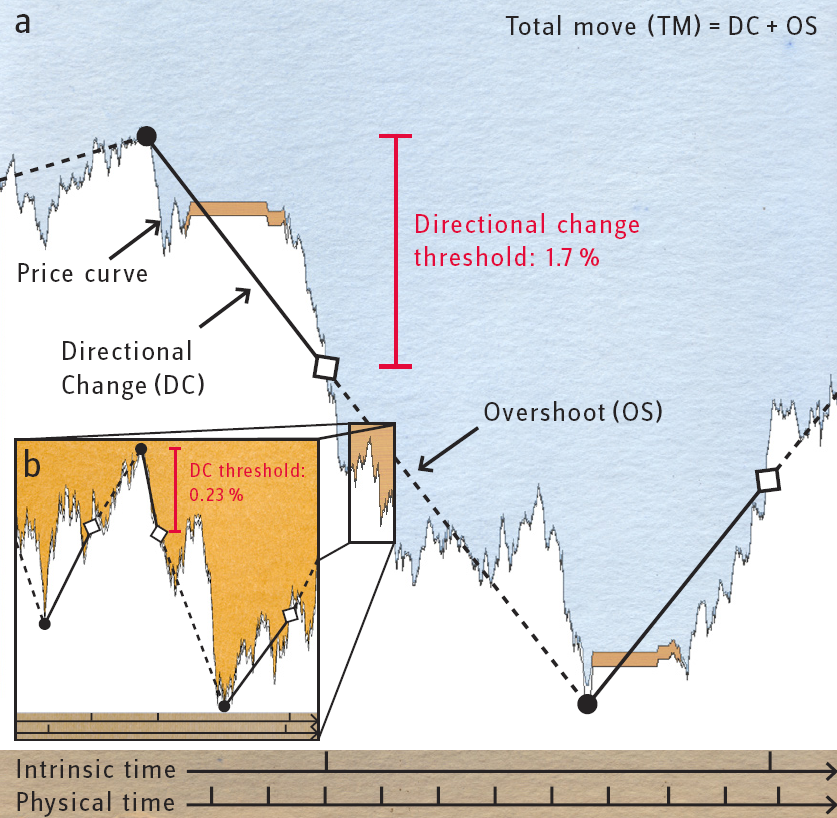 a
Total move (TM) = DC + OS
Directional change
threshold: 1.7 %
Price curve
Directional
Change (DC)
Overshoot (OS)
b
DC threshold:
0.23 %
Intrinsic time
Physical time